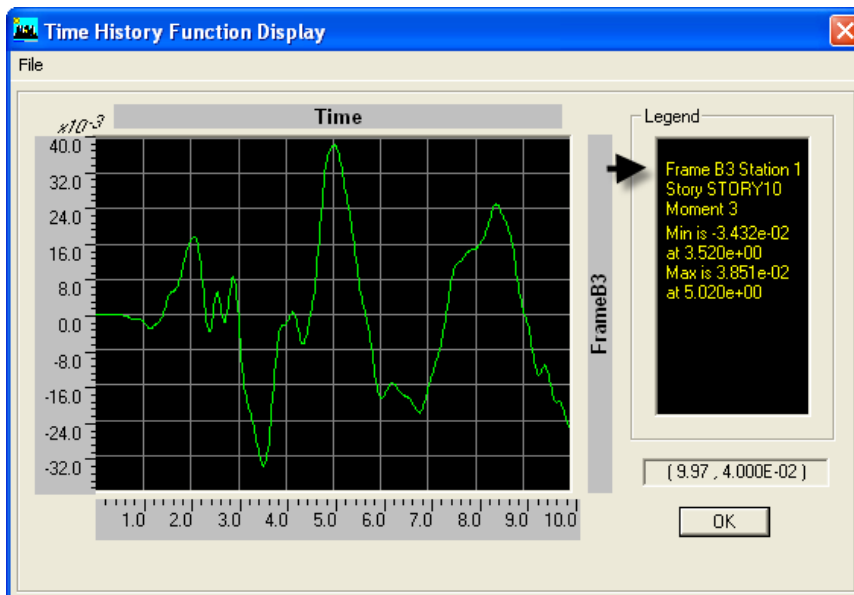 Time History Function Display
File
x10-3
Time
40.0
32.0
24.0
16.0
8.0
0.0
-8.0
-16.0
-24.0
-32.0
1.0 2.0 3.0 4.0 5.0 6.0 7.0 8.0 9.0 10.0
FrameB3
Legend
Frame B3 Station 1
Story STORY10
Moment 3
Min is -3.432e-02
at 3.520e+00
Max is 3.851e-02
at 5.020e+00
( 9.97 , 4.000E-02 )
OK